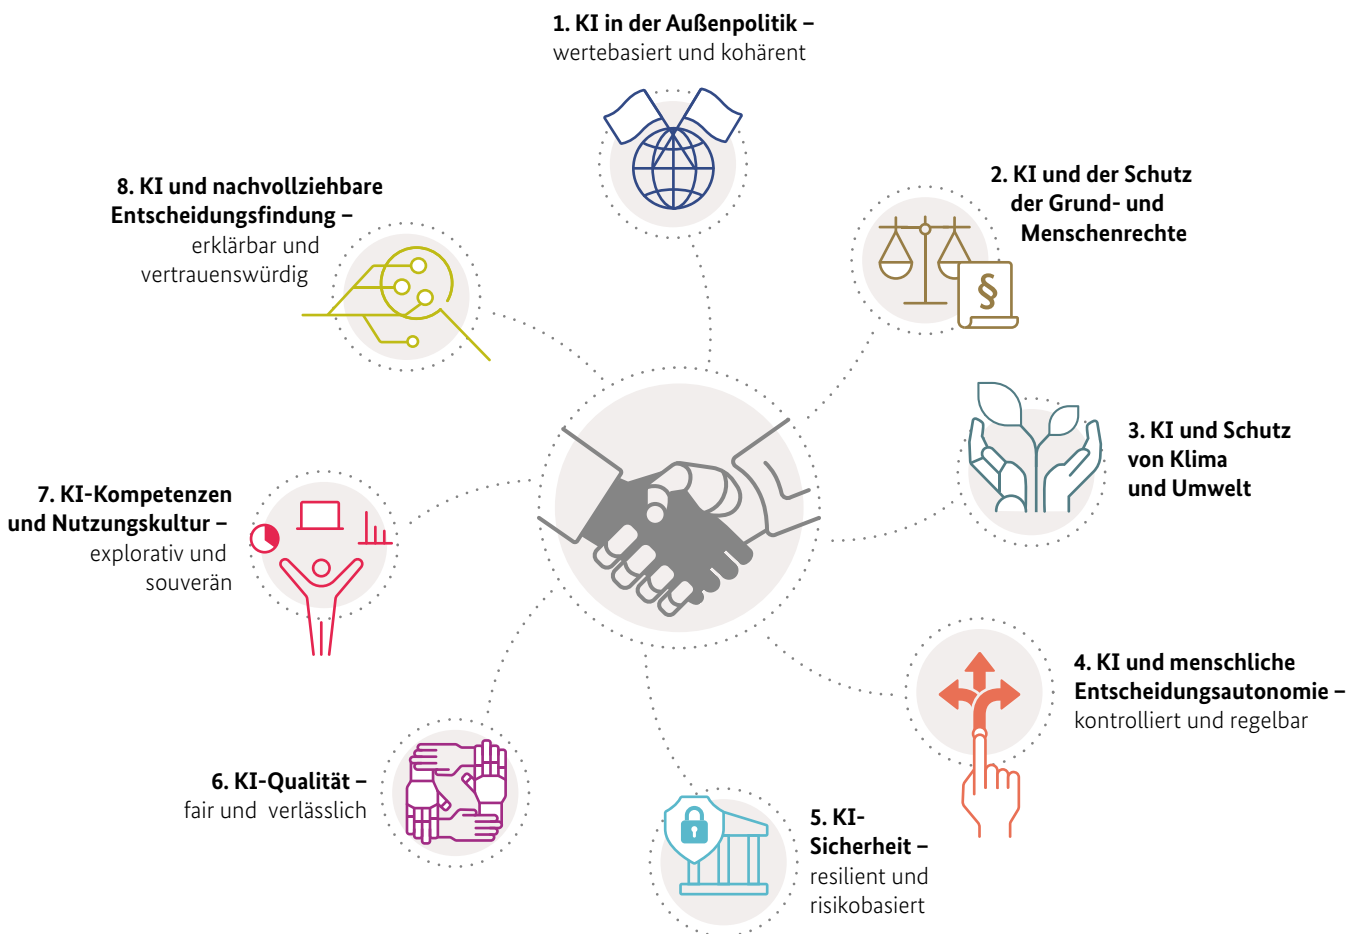 1. KI in der Außenpolitik –
wertebasiert und kohärent
2. KI und der Schutz
der Grund- und
Menschenrechte
§
3. KI und Schutz
von Klima
und Umwelt
4. KI und menschliche
Entscheidungsautonomie –
kontrolliert und regelbar
5. KI-
Sicherheit –
resilient und
risikobasiert
6. KI-Qualität –
fair und verlässlich
7. KI-Kompetenzen
und Nutzungskultur –
explorativ und
souverän
8. KI und nachvollziehbare
Entscheidungsfindung –
erklärbar und
vertrauenswürdig